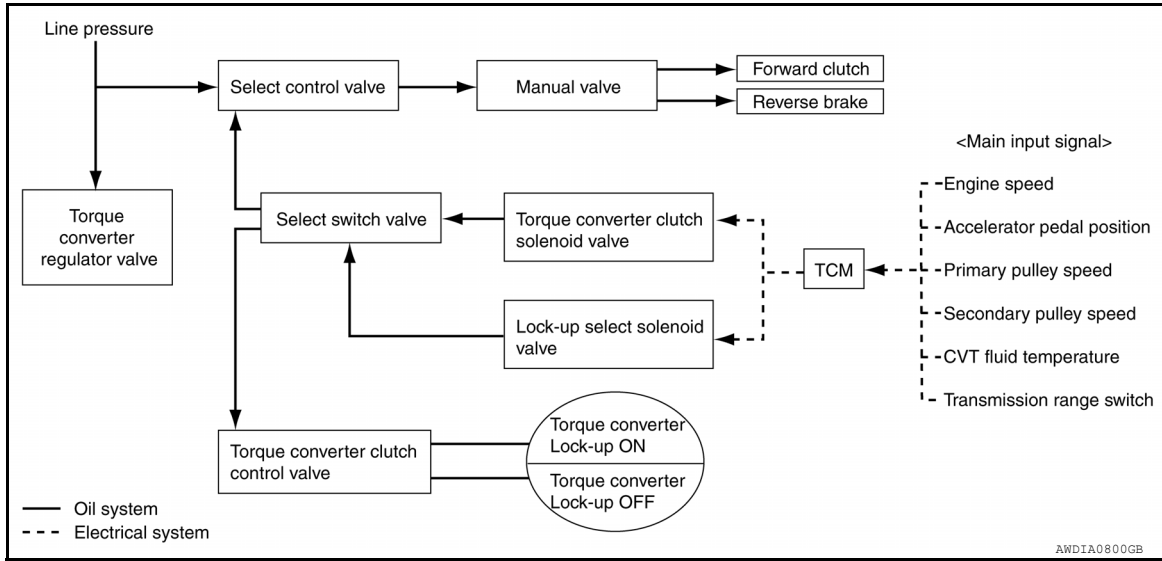 Line pressure
Select control valve
Manual valve
Forward clutch
Reverse brake
<Main input signal>
Torque
converter
regulator valve
Select switch valve
Torque converter clutch
solenoid valve
Lock-up select solenoid
valve
TCM
Engine speed
Accelerator pedal position
Primary pulley speed
Secondary pulley speed
CVT fluid temperature
Transmission range switch
Torque converter clutch
control valve
Torque converter
Lock-up ON
Torque converter
Lock-up OFF
Oil system
Electrical system
AWDIA0800GB